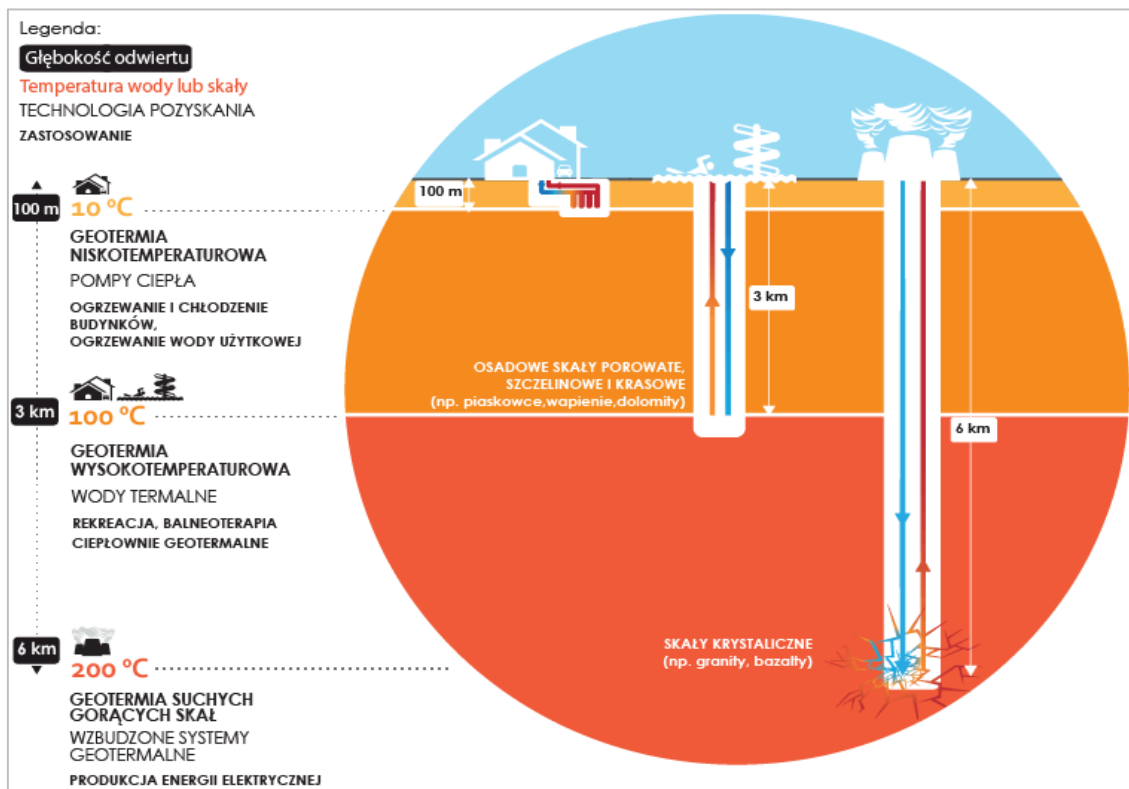 Legenda:
Głębokość odwiertu
Temperatura wody lub skały
TECHNOLOGIA POZYSKANIA
ZASTOSOWANIE
100 m
10 °C
GEOTERMIA
NISKOTEMPERATUROWA
POMPY CIEPŁA
OGRZEWANIE I CHŁODZENIE
BUDYNKÓW,
OGRZEWANIE WODY UŻYTKOWEJ
3 km
100 °C
GEOTERMIA
WYSOKOTEMPERATUROWA
WODY TERMALNE
REKREACJA, BALNEOTERAPIA
CIEPŁOWNIE GEOTERMALNE
6 km
200 °C
GEOTERMIA SUCHYCH
GORĄCYCH SKAŁ
WZBUDZONE SYSTEMY
GEOTERMALNE
PRODUKCJA ENERGII ELEKTRYCZNEJ
100 m
3 km
OSADOWE SKAŁY POROWATE,
SZCZELINOWE I KRASOWE
(np. piaskowce,wapienie,dolomity)
6 km
SKAŁY KRYSTALICZNE
(np. granity, bazalty)